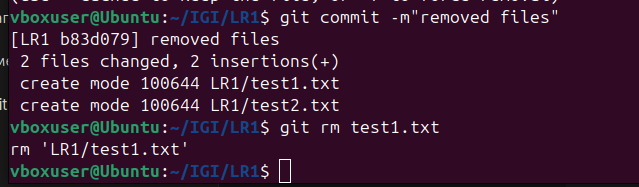 vboxuser@Ubuntu:~/IGI/LR1$ git commit -m"removed files"
[LR1 b83d079] removed files
2 files changed, 2 insertions(+)
create mode 100644 LR1/test1.txt
create mode 100644 LR1/test2.txt
vboxuser@Ubuntu:~/IGI/LR1$ git rm test1.txt
rm 'LR1/test1.txt'
vboxuser@Ubuntu:~/IGI/LR1$